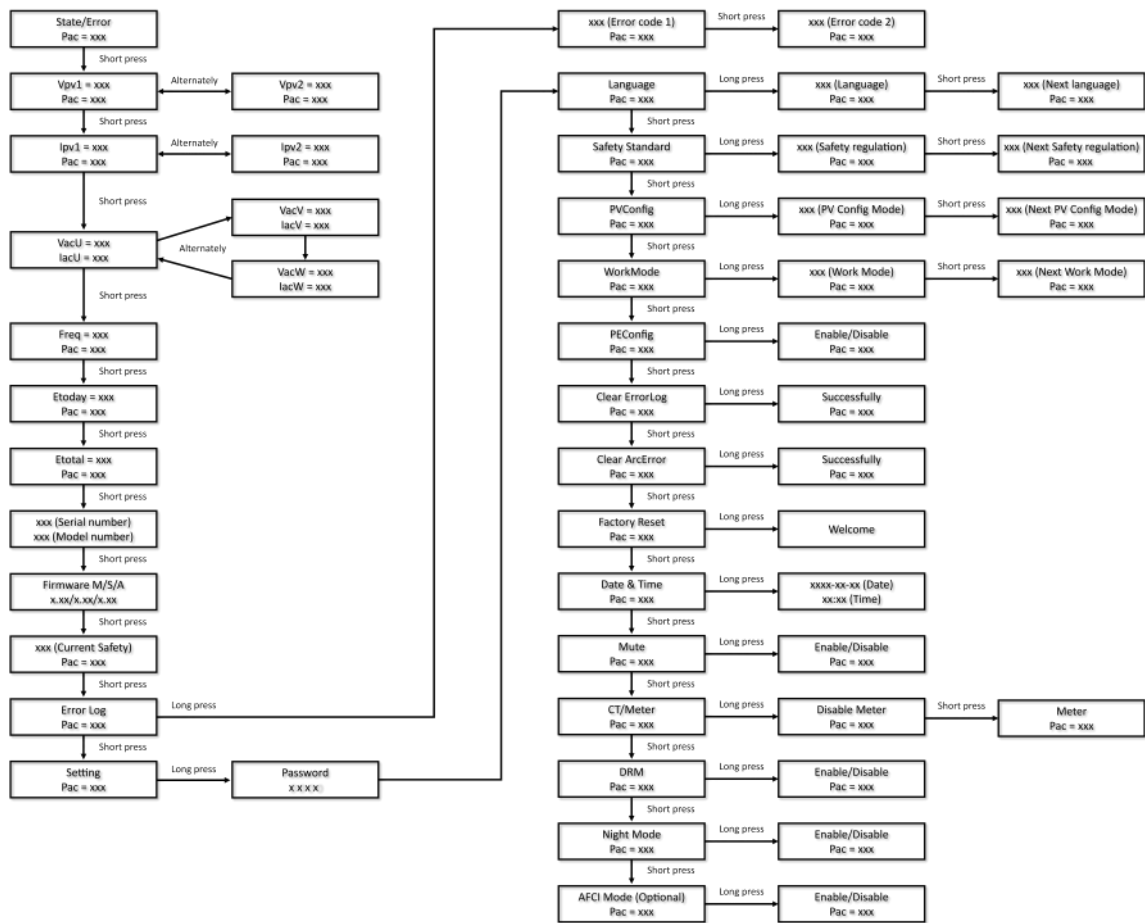 State/Error
Pac = xxx
Short press
Vpv1 = xxx
Pac = xxx
Alternately
Vpv2 = xxx
Pac = xxx
Short press
Ipv1 = xxx
Pac = xxx
Alternately
Ipv2 = xxx
Pac = xxx
Short press
VacU = xxx
IacU = xxx
Alternately
VacV = xxx
IacV = xxx
VacW = xxx
IacW = xxx
Short press
Freq = xxx
Pac = xxx
Short press
Etoday = xxx
Pac = xxx
Short press
Etotal = xxx
Pac = xxx
Short press
xxx (Serial number)
xxx (Model number)
Short press
Firmware M/S/A
x.xx/x.xx/x.xx
Short press
xxx (Current Safety)
Pac = xxx
Short press
Error Log
Pac = xxx
Long press
Short press
Setting
Pac = xxx
Long press
Password
x x x x
xxx (Error code 1)
Pac = xxx
Short press
xxx (Error code 2)
Pac = xxx
Language
Pac = xxx
Long press
xxx (Language)
Pac = xxx
Short press
xxx (Next language)
Pac = xxx
Short press
Safety Standard
Pac = xxx
Long press
xxx (Safety regulation)
Pac = xxx
Short press
xxx (Next Safety regulation)
Pac = xxx
Short press
PVConfig
Pac = xxx
Long press
xxx (PV Config Mode)
Pac = xxx
Short press
xxx (Next PV Config Mode)
Pac = xxx
Short press
WorkMode
Pac = xxx
Long press
xxx (Work Mode)
Pac = xxx
Short press
xxx (Next Work Mode)
Pac = xxx
Short press
PEConfig
Pac = xxx
Long press
Enable/Disable
Pac = xxx
Short press
Clear ErrorLog
Pac = xxx
Long press
Successfully
Pac = xxx
Short press
Clear ArcError
Pac = xxx
Long press
Successfully
Pac = xxx
Short press
Factory Reset
Pac = xxx
Long press
Welcome
Short press
Date & Time
Pac = xxx
Long press
xxxx-xx-xx (Date)
xx:xx (Time)
Short press
Mute
Pac = xxx
Long press
Enable/Disable
Pac = xxx
Short press
CT/Meter
Pac = xxx
Long press
Disable Meter
Pac = xxx
Short press
Meter
Pac = xxx
Short press
DRM
Pac = xxx
Long press
Enable/Disable
Pac = xxx
Short press
Night Mode
Pac = xxx
Long press
Enable/Disable
Pac = xxx
Short press
AFCI Mode (Optional)
Pac = xxx
Long press
Enable/Disable
Pac = xxx